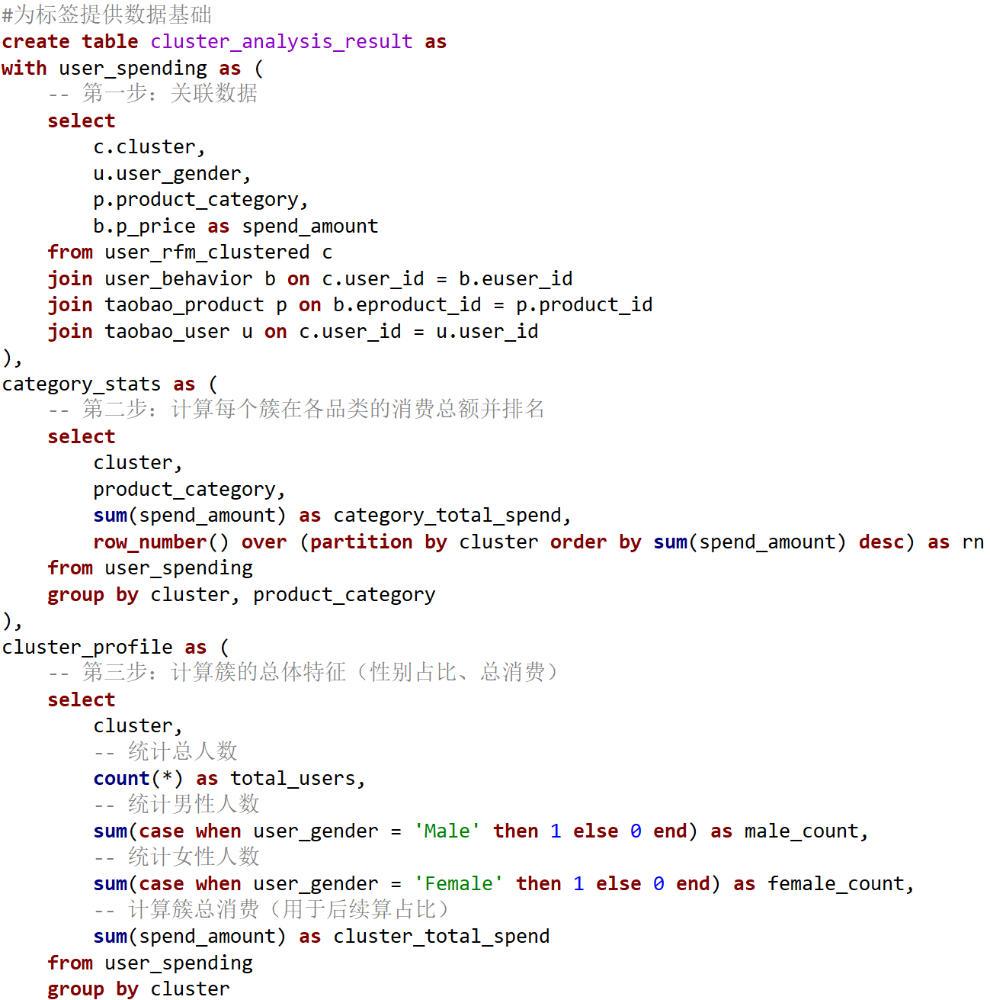 #为标签提供数据基础
create table cluster_analysis_result as
with user_spending as (
    -- 第一步：关联数据
    select
        c.cluster,
        u.user_gender,
        p.product_category,
        b.p_price as spend_amount
    from user_rfm_clustered c
    join user_behavior b on c.user_id = b.euser_id
    join taobao_product p on b.eproduct_id = p.product_id
    join taobao_user u on c.user_id = u.user_id
),
category_stats as (
    -- 第二步：计算每个簇在各品类的消费总额并排名
    select
        cluster,
        product_category,
        sum(spend_amount) as category_total_spend,
        row_number() over (partition by cluster order by sum(spend_amount) desc) as rn
    from user_spending
    group by cluster, product_category
),
cluster_profile as (
    -- 第三步：计算簇的总体特征（性别占比、总消费）
    select
        cluster,
        -- 统计总人数
        count(*) as total_users,
        -- 统计男性人数
        sum(case when user_gender = 'Male' then 1 else 0 end) as male_count,
        -- 统计女性人数
        sum(case when user_gender = 'Female' then 1 else 0 end) as female_count,
        -- 计算簇总消费（用于后续算占比）
        sum(spend_amount) as cluster_total_spend
    from user_spending
    group by cluster